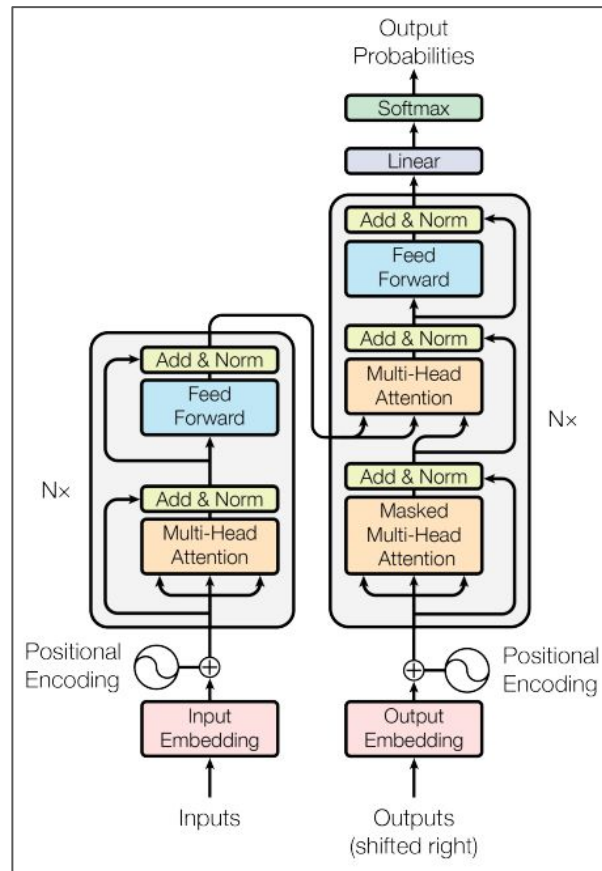 Output
Probabilities
Softmax
Linear
Add & Norm
Feed
Forward
Add & Norm
Multi-Head
Attention
Add & Norm
Masked
Multi-Head
Attention
N×
Add & Norm
Feed
Forward
N×
Add & Norm
Multi-Head
Attention
Positional
Encoding
Positional
Encoding
Input
Embedding
Output
Embedding
Inputs
Outputs
(shifted right)